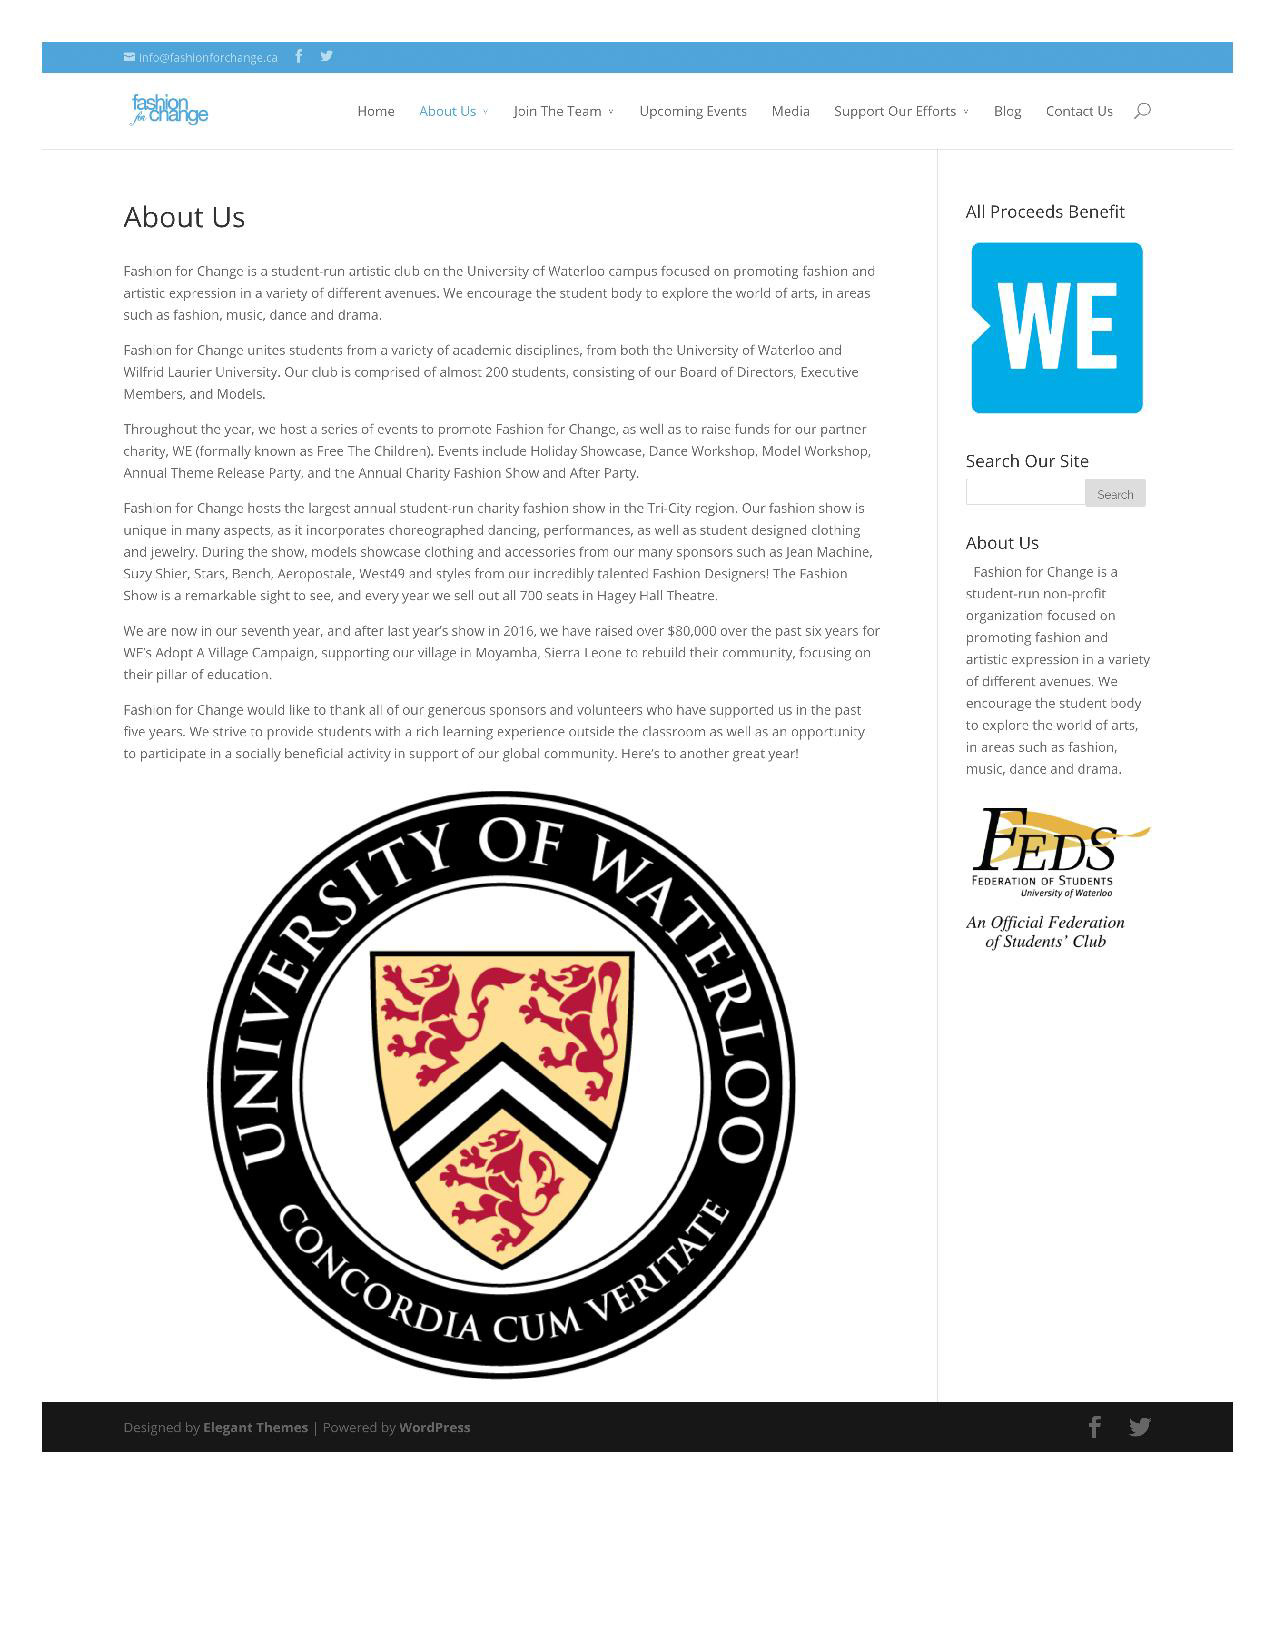 info@fashionforchange.ca
fashion
for change
Home About Us Join The Team Upcoming Events Media Support Our Efforts Blog Contact Us
About Us
Fashion for Change is a student-run artistic club on the University of Waterloo campus focused on promoting fashion and
artistic expression in a variety of different avenues. We encourage the student body to explore the world of arts, in areas
such as fashion, music, dance and drama.
Fashion for Change unites students from a variety of academic disciplines, from both the University of Waterloo and
Wilfrid Laurier University. Our club is comprised of almost 200 students, consisting of our Board of Directors, Executive
Members, and Models.
Throughout the year, we host a series of events to promote Fashion for Change, as well as to raise funds for our partner
charity, WE (formally known as Free The Children). Events include Holiday Showcase, Dance Workshop, Model Workshop,
Annual Theme Release Party, and the Annual Charity Fashion Show and After Party.
Fashion for Change hosts the largest annual student-run charity fashion show in the Tri-City region. Our fashion show is
unique in many aspects, as it incorporates choreographed dancing, performances, as well as student designed clothing
and jewelry. During the show, models showcase clothing and accessories from our many sponsors such as Jean Machine,
Suzy Shier, Stars, Bench, Aeropostale, West49 and styles from our incredibly talented Fashion Designers! The Fashion
Show is a remarkable sight to see, and every year we sell out all 700 seats in Hagey Hall Theatre.
We are now in our seventh year, and after last year's show in 2016, we have raised over $80,000 over the past six years for
WE's Adopt A Village Campaign, supporting our village in Moyamba, Sierra Leone to rebuild their community, focusing on
their pillar of education.
Fashion for Change would like to thank all of our generous sponsors and volunteers who have supported us in the past
five years. We strive to provide students with a rich learning experience outside the classroom as well as an opportunity
to participate in a socially beneficial activity in support of our global community. Here's to another great year!
UNIVERSITY OF WATERLOO
CONCORDIA CUM VERITATE
All Proceeds Benefit
WE
Search Our Site
Search
About Us
Fashion for Change is a
student-run non-profit
organization focused on
promoting fashion and
artistic expression in a variety
of different avenues. We
encourage the student body
to explore the world of arts,
in areas such as fashion,
music, dance and drama.
FEDS
FEDERATION OF STUDENTS
University of Waterloo
An Official Federation
of Students' Club
Designed by Elegant Themes | Powered by WordPress